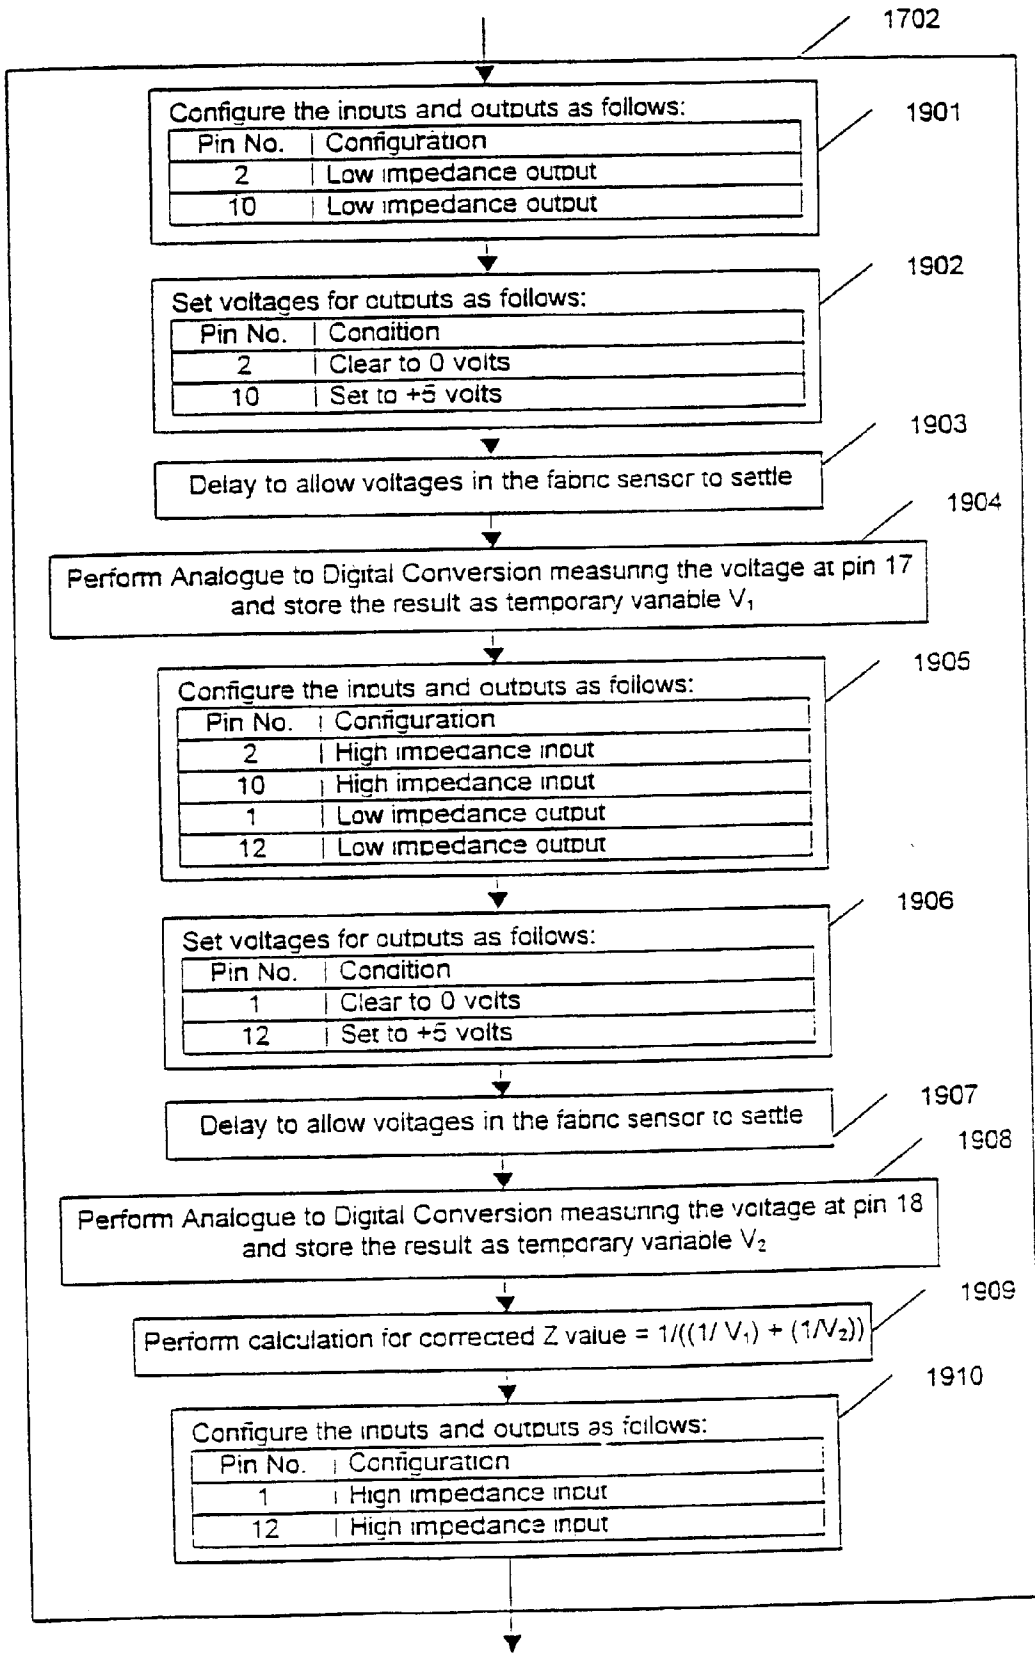 1702
Configure the inputs and outputs as follows:
1901
Pin No. Configuration
2 Low impedance output
10 Low impedance output
1902
Set voltages for outputs as follows:
Pin No. Condition
2 Clear to 0 volts
10 Set to +5 volts
1903
Delay to allow voltages in the fabric sensor to settle
1904
Perform Analogue to Digital Conversion measuring the voltage at pin 17
and store the result as temporary variable V₁
1905
Configure the inputs and outputs as follows:
Pin No. Configuration
2 High impedance input
10 High impedance input
1 Low impedance output
12 Low impedance output
1906
Set voltages for outputs as follows:
Pin No. Condition
1 Clear to 0 volts
12 Set to +5 volts
1907
Delay to allow voltages in the fabric sensor to settle
1908
Perform Analogue to Digital Conversion measuring the voltage at pin 18
and store the result as temporary variable V₂
1909
Perform calculation for corrected Z value = 1/((1/ V₁) + (1/V₂))
1910
Configure the inputs and outputs as follows:
Pin No. Configuration
1 High impedance input
12 High impedance input